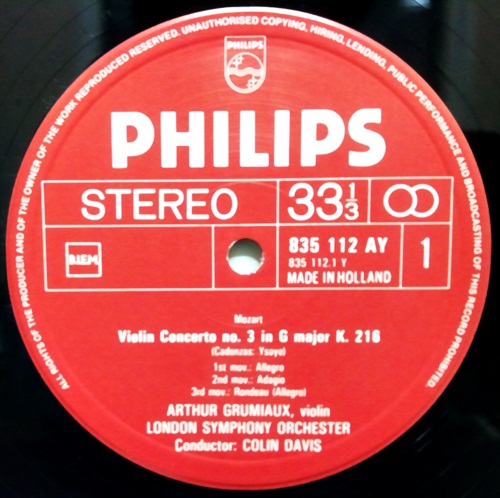 ALL RIGHTS OF THE PRODUCER AND OF THE OWNER OF THE WORK REPRODUCED RESERVED. UNAUTHORISED COPYING, HIRING, LENDING, PUBLIC PERFORMANCE AND BROADCASTING OF THIS RECORD PROHIBITED.
PHILIPS
PHILIPS
STEREO 33 1/3
B.I.E.M. 835 112 AY 1
835 112.1 Y
MADE IN HOLLAND
Mozart
Violin Concerto no. 3 in G major K. 216
(Cadenzas: Ysaye)
1st mov.: Allegro
2nd mov.: Adagio
3rd mov.: Rondeau (Allegro)
ARTHUR GRUMIAUX, violin
LONDON SYMPHONY ORCHESTER
Conductor: COLIN DAVIS